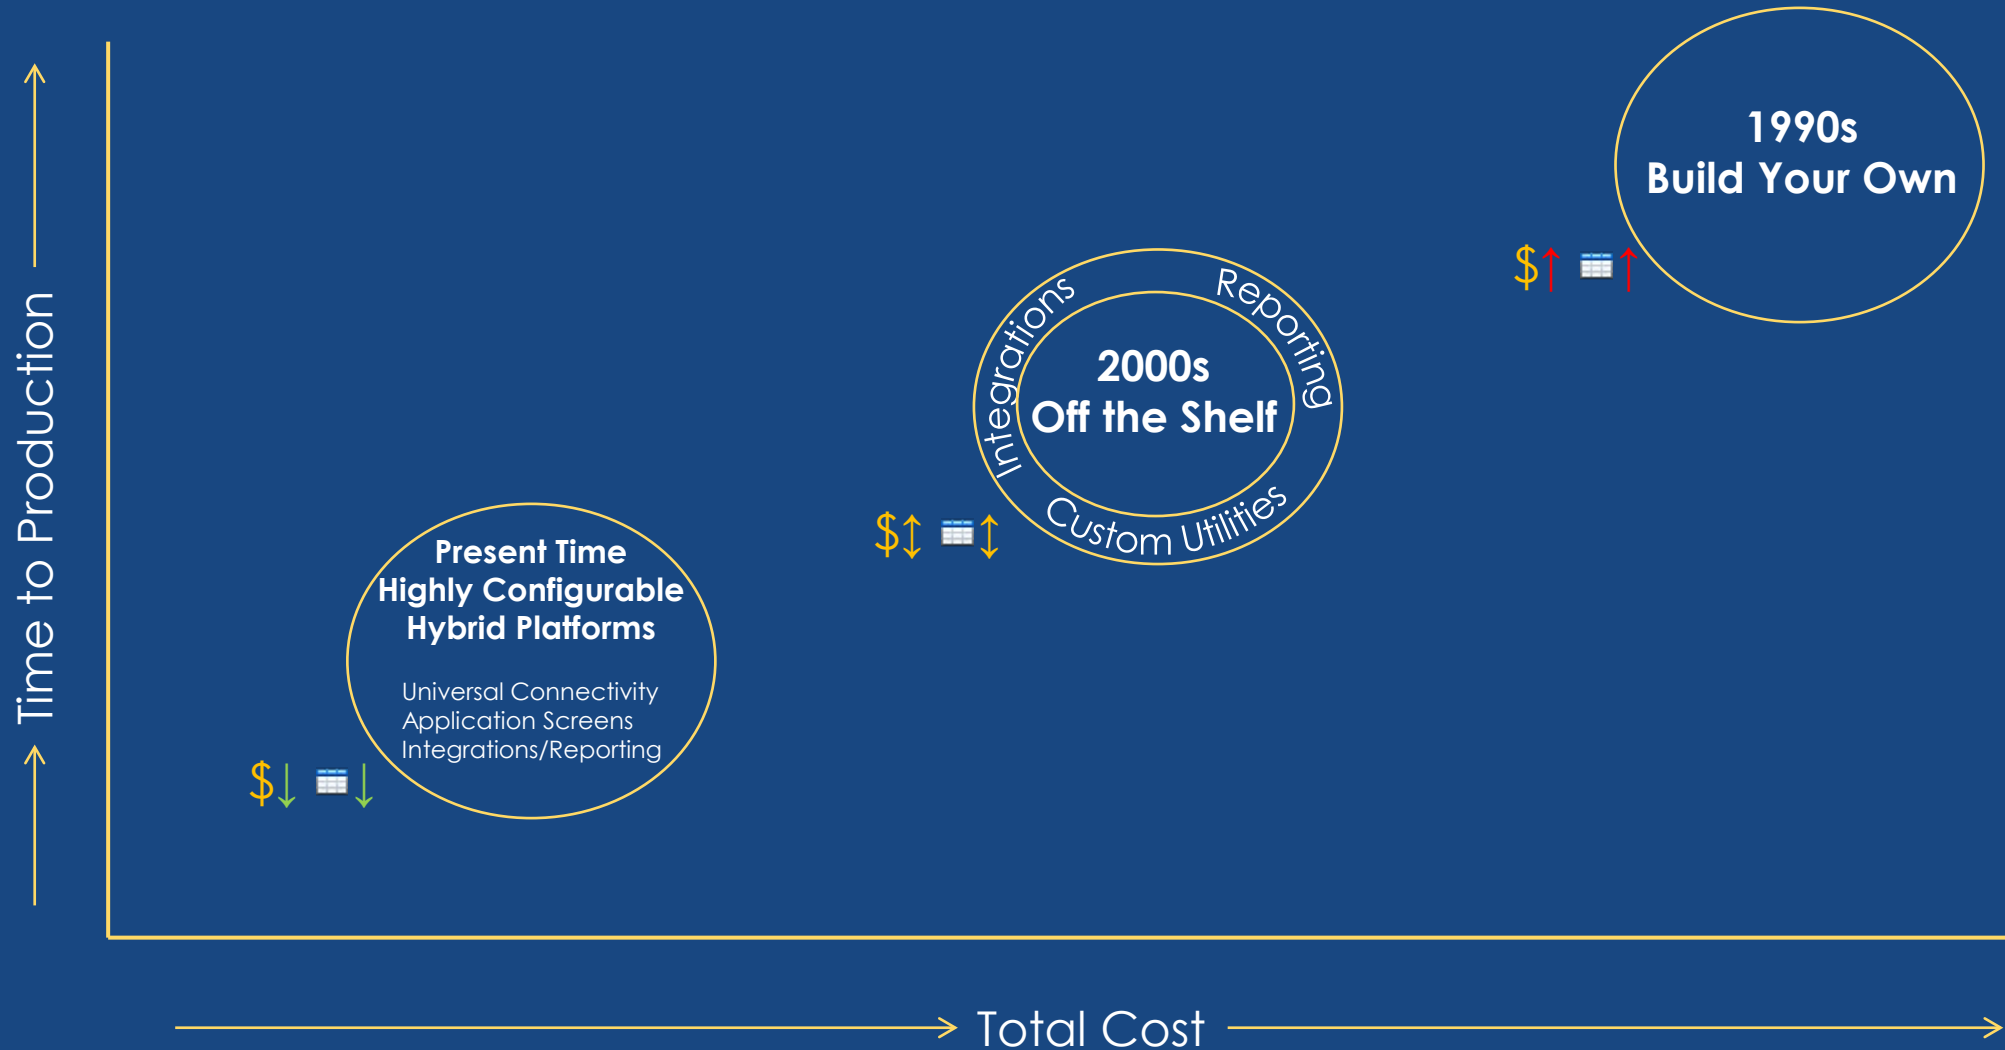 Time to Production
1990s
Build Your Own
$↑ ↑
Integrations
Reporting
2000s
Off the Shelf
Custom Utilities
$↕ ↕
Present Time
Highly Configurable
Hybrid Platforms
Universal Connectivity
Application Screens
Integrations/Reporting
$↓ ↓
Total Cost